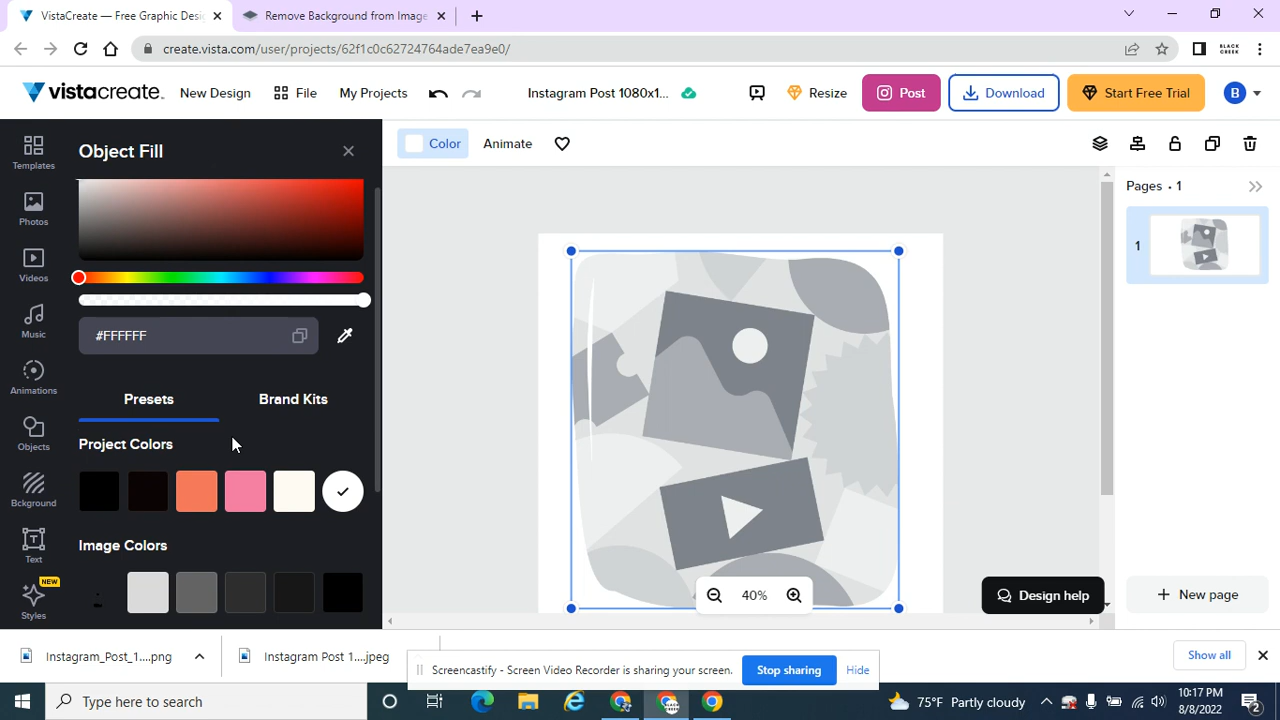 VistaCreate — Free Graphic Desig
Remove Background from Image
create.vista.com/user/projects/62f1c0c62724764ade7ea9e0/
BLACK CREEK
vistacreate.
New Design
File
My Projects
Instagram Post 1080x1...
Resize
Post
Download
Start Free Trial
B
Templates
Photos
Videos
Music
Animations
Objects
Bckground
Text
NEW
Styles
Object Fill
#FFFFFF
Presets
Brand Kits
Project Colors
Image Colors
Color
Animate
40%
Design help
Pages • 1
1
New page
Instagram_Post_1....png
Instagram Post 1....jpeg
Show all
Screencastify - Screen Video Recorder is sharing your screen.
Stop sharing
Hide
Type here to search
75°F Partly cloudy
10:17 PM
8/8/2022
2